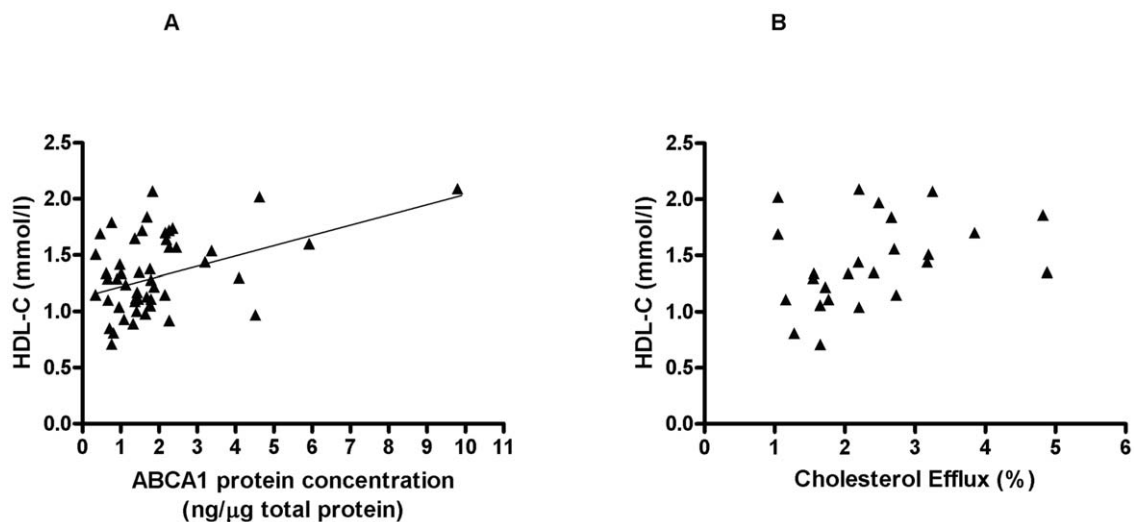 A
B
HDL-C (mmol/l)
2.5
2.0
1.5
1.0
0.5
0.0
0 1 2 3 4 5 6 7 8 9 10 11
ABCA1 protein concentration
(ng/μg total protein)
HDL-C (mmol/l)
2.5
2.0
1.5
1.0
0.5
0.0
0 1 2 3 4 5 6
Cholesterol Efflux (%)